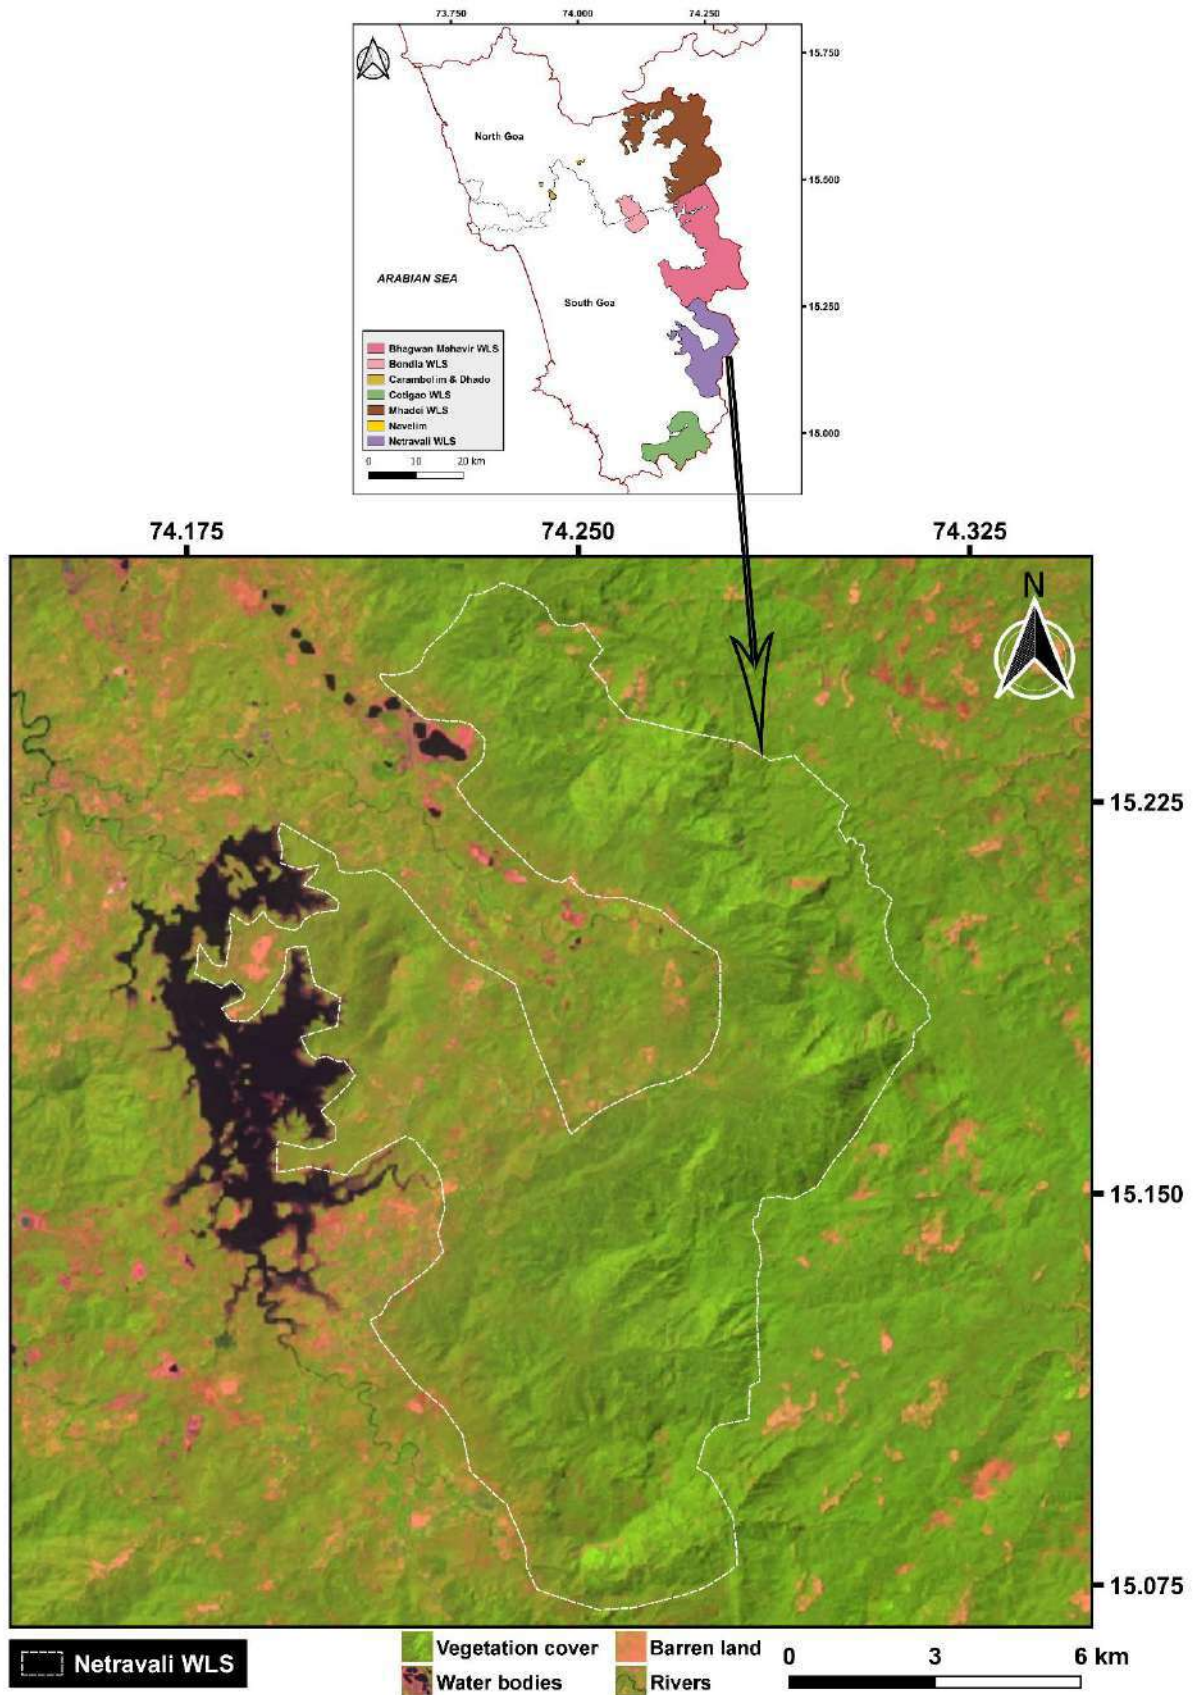 73.750 74.000 74.250
15.750
North Goa
15.500
ARABIAN SEA
South Goa
15.250
Bhagwan Mahavir WLS
Bondla WLS
Carambolim & Dhado
Cotigao WLS
Mhadei WLS
Navelim
Netravali WLS
15.000
0 10 20 km
74.175 74.250 74.325
N
15.225
15.150
15.075
Netravali WLS
Vegetation cover
Barren land
Water bodies
Rivers
0 3 6 km